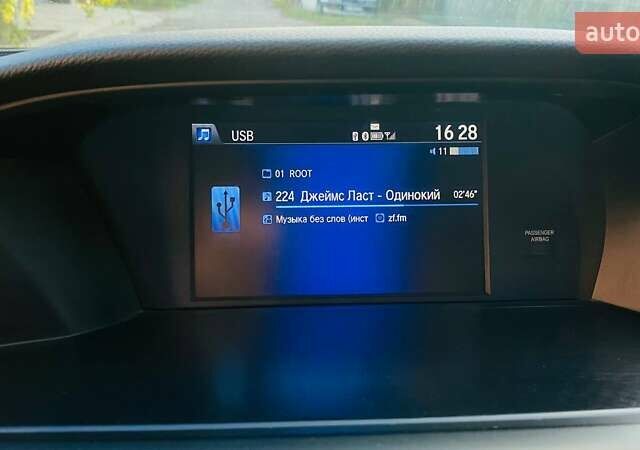 auto
USB
16 28
11
01 ROOT
224 Джеймс Ласт - Одинокий 02'46"
Музыка без слов (инст zf.fm
PASSENGER
AIRBAG